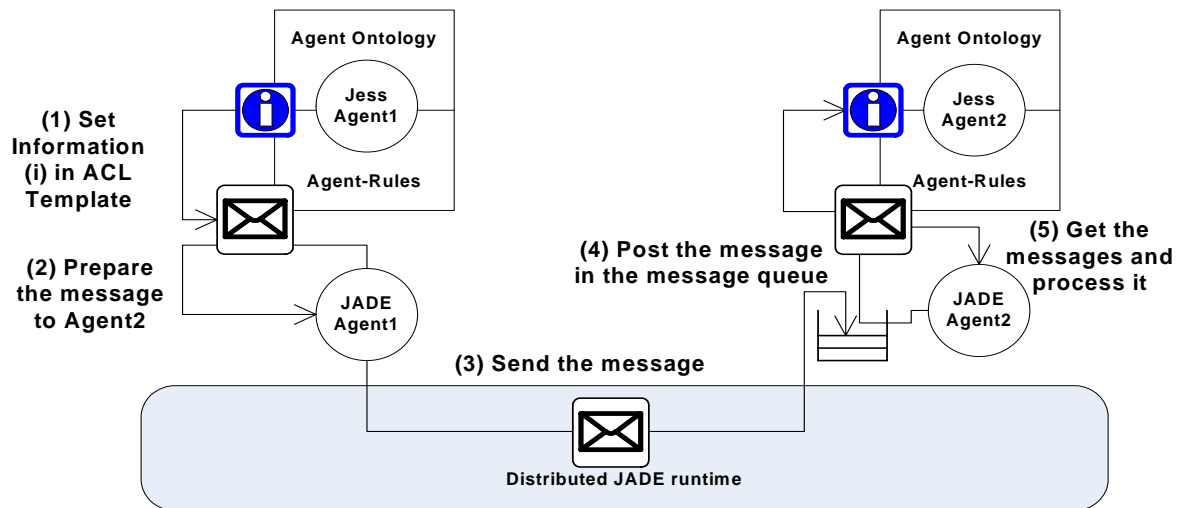 Agent Ontology
Jess
Agent1
Agent-Rules
(1) Set
Information
(i) in ACL
Template
(2) Prepare
the message
to Agent2
JADE
Agent1
(3) Send the message
Distributed JADE runtime
(4) Post the message
in the message queue
Agent Ontology
Jess
Agent2
Agent-Rules
(5) Get the
messages and
process it
JADE
Agent2